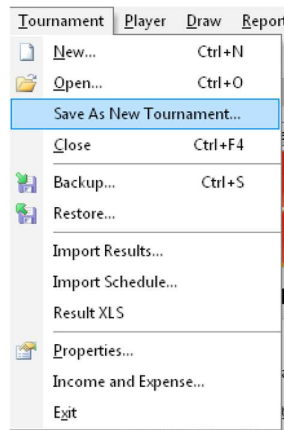 Tournament Player Draw Report
New... Ctrl+N
Open... Ctrl+O
Save As New Tournament...
Close Ctrl+F4
Backup... Ctrl+S
Restore...
Import Results...
Import Schedule...
Result XLS
Properties...
Income and Expense...
Exit